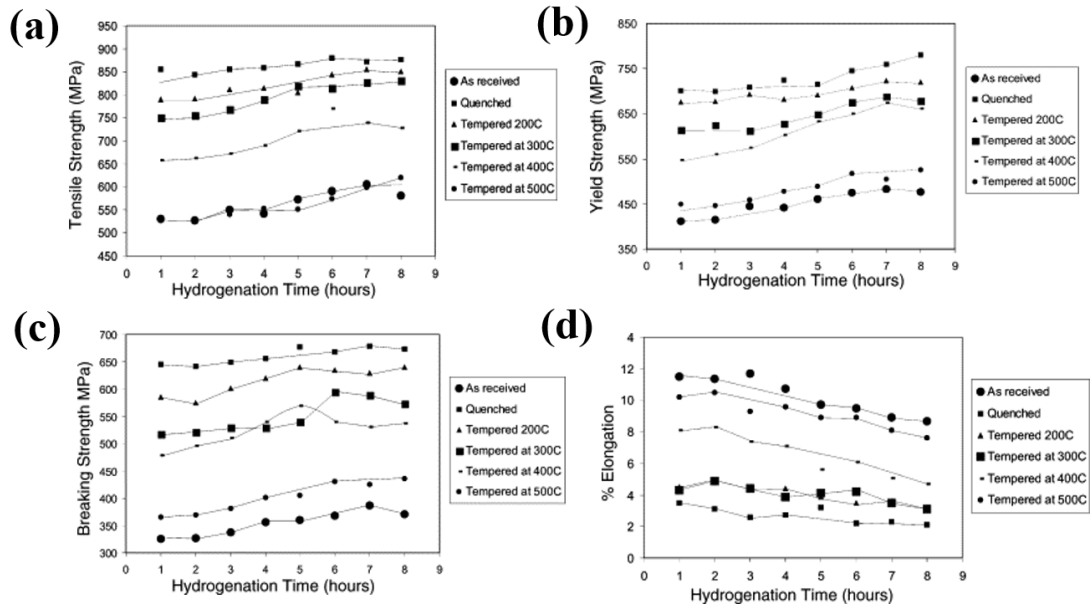 (a)
Tensile Strength (MPa)
950
900
850
800
750
700
650
600
550
500
450
0 1 2 3 4 5 6 7 8 9
Hydrogenation Time (hours)
As received
Quenched
Tempered 200C
Tempered at 300C
Tempered at 400C
Tempered at 500C
(b)
Yield Strength (MPa)
850
750
650
550
450
350
0 1 2 3 4 5 6 7 8 9
Hydrogenation Time (hours)
As received
Quenched
Tempered 200C
Tempered at 300C
Tempered at 400C
Tempered at 500C
(c)
Breaking Strength MPa)
700
650
600
550
500
450
400
350
300
0 1 2 3 4 5 6 7 8 9
Hydrogenation Time (hours)
As received
Quenched
Tempered 200C
Tempered at 300C
Tempered at 400C
Tempered at 500C
(d)
% Elongation
14
12
10
8
6
4
2
0
0 1 2 3 4 5 6 7 8 9
Hydrogenation Time (hours)
As received
Quenched
Tempered 200C
Tempered at 300C
Tempered at 400C
Tempered at 500C